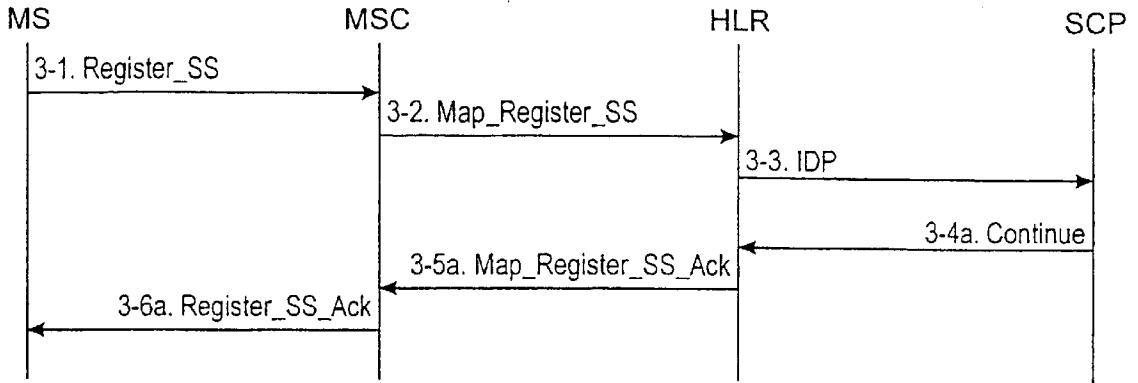 MS MSC HLR SCP
3-1. Register_SS
3-2. Map_Register_SS
3-3. IDP
3-4a. Continue
3-5a. Map_Register_SS_Ack
3-6a. Register_SS_Ack